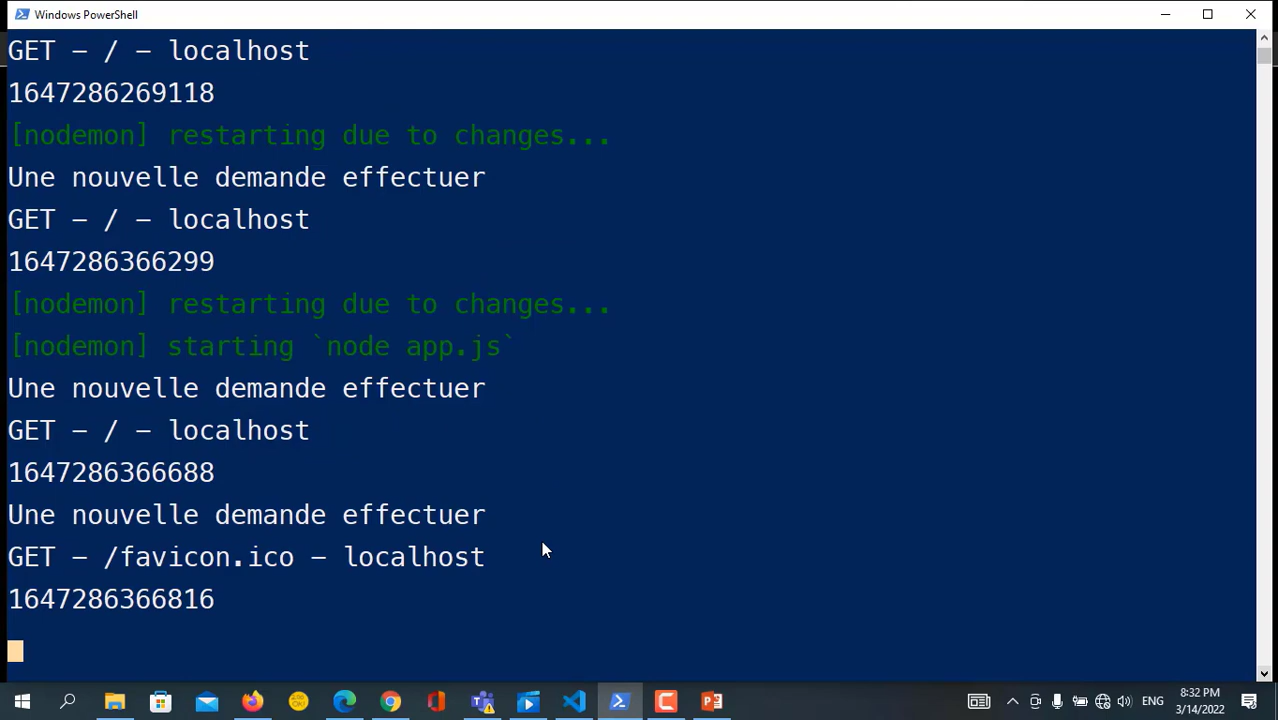 Windows PowerShell
GET - / - localhost
1647286269118
[nodemon] restarting due to changes...
Une nouvelle demande effectuer
GET - / - localhost
1647286366299
[nodemon] restarting due to changes...
[nodemon] starting `node app.js`
Une nouvelle demande effectuer
GET - / - localhost
1647286366688
Une nouvelle demande effectuer
GET - /favicon.ico - localhost
1647286366816
ENG
8:32 PM
3/14/2022